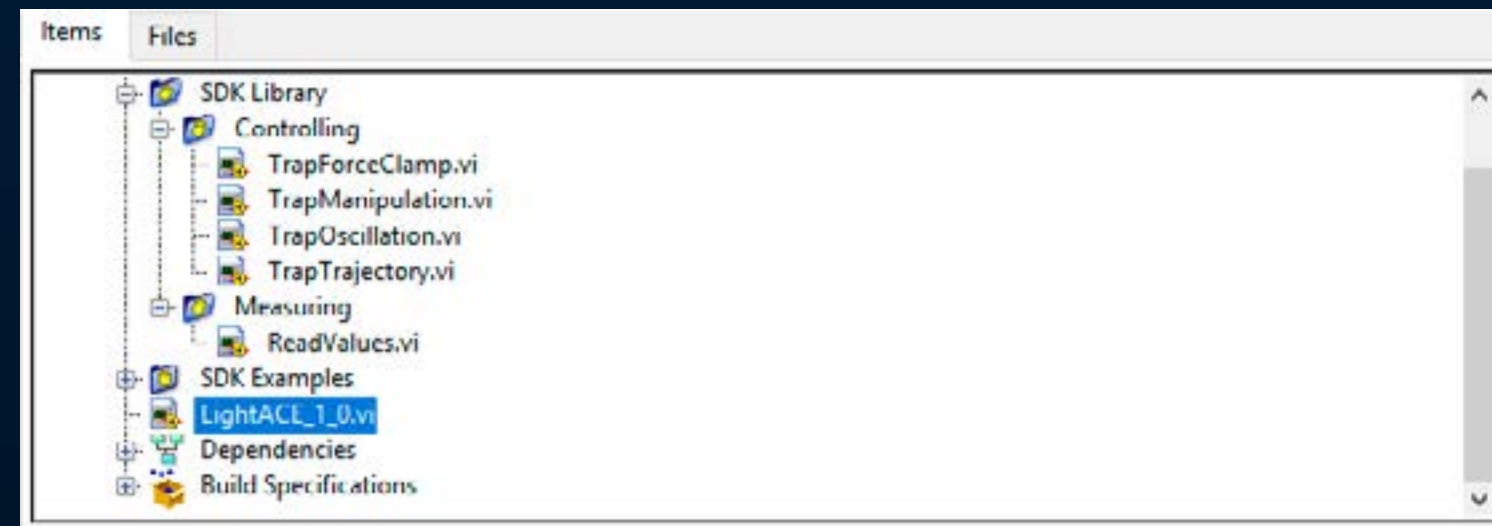 Items
Files
SDK Library
Controlling
TrapForceClamp.vi
TrapManipulation.vi
TrapOscillation.vi
TrapTrajectory.vi
Measuring
ReadValues.vi
SDK Examples
LightACE_1_0.vi
Dependencies
Build Specifications